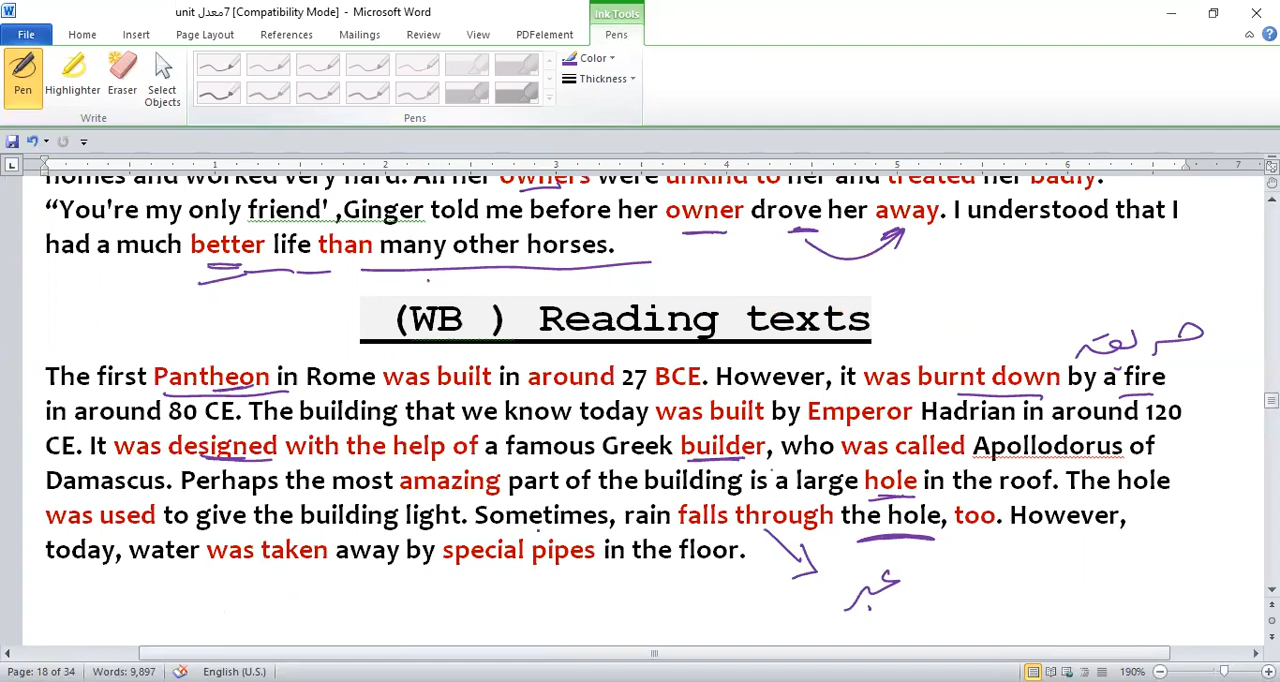 unit 7معدل [Compatibility Mode] - Microsoft Word
Ink Tools
File Home Insert Page Layout References Mailings Review View PDFelement Pens
Pen Highlighter Eraser Select Objects
Color
Thickness
Write Pens
1 2 3 4 5 6 7
homes and worked very hard. All her owners were unkind to her and treated her badly.
“You're my only friend' ,Ginger told me before her owner drove her away. I understood that I
had a much better life than many other horses.
(WB ) Reading texts
The first Pantheon in Rome was built in around 27 BCE. However, it was burnt down by a fire
in around 80 CE. The building that we know today was built by Emperor Hadrian in around 120
CE. It was designed with the help of a famous Greek builder, who was called Apollodorus of
Damascus. Perhaps the most amazing part of the building is a large hole in the roof. The hole
was used to give the building light. Sometimes, rain falls through the hole, too. However,
today, water was taken away by special pipes in the floor.
عبر
Page: 18 of 34 Words: 9,897 English (U.S.) 190%